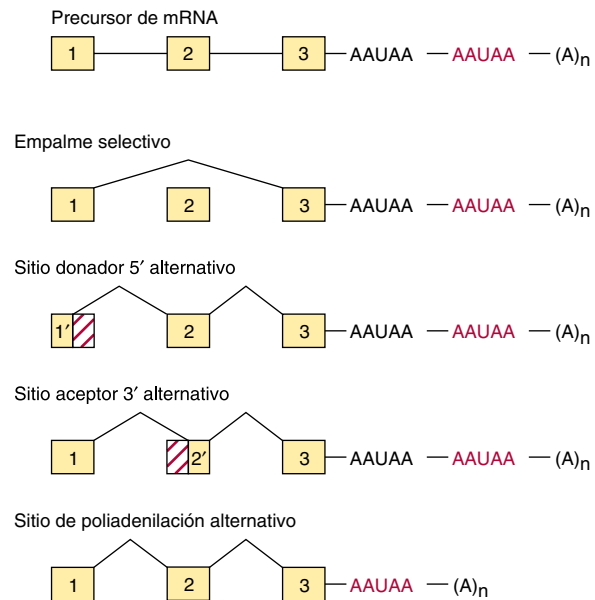 Precursor de mRNA
1 2 3 AAUAA AAUAA (A)n
Empalme selectivo
1 2 3 AAUAA AAUAA (A)n
Sitio donador 5′ alternativo
1′ 2 3 AAUAA AAUAA (A)n
Sitio aceptor 3′ alternativo
1 2′ 3 AAUAA AAUAA (A)n
Sitio de poliadenilación alternativo
1 2 3 AAUAA (A)n